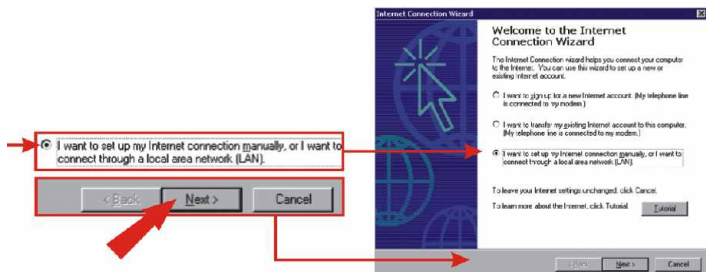 I want to set up my Internet connection manually, or I want to
connect through a local area network (LAN).
< Back
Next >
Cancel
Internet Connection Wizard
Welcome to the Internet
Connection Wizard
The Internet Connection wizard helps you connect your computer
to the Internet. You can use this wizard to set up a new or
existing Internet account.
I want to sign up for a new Internet account. (My telephone line
is connected to my modem.)
I want to transfer my existing Internet account to this computer.
(My telephone line is connected to my modem.)
I want to set up my Internet connection manually, or I want to
connect through a local area network (LAN).
To leave your Internet settings unchanged, click Cancel.
To learn more about the Internet, click Tutorial.
Tutorial
< Back
Next >
Cancel